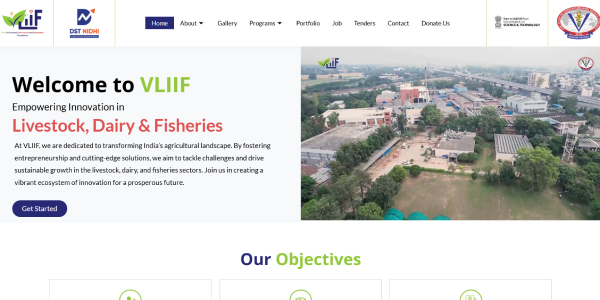 VLIIF
DST NIDHI
Home
About
Gallery
Programs
Portfolio
Job
Tenders
Contact
Donate Us
SCIENCE & TECHNOLOGY
Welcome to VLIIF
Empowering Innovation in
Livestock, Dairy & Fisheries
At VLIIF, we are dedicated to transforming India's agricultural landscape. By fostering
entrepreneurship and cutting-edge solutions, we aim to tackle challenges and drive
sustainable growth in the livestock, dairy, and fisheries sectors. Join us in creating a
vibrant ecosystem of innovation for a prosperous future.
Get Started
VLIIF
Our Objectives